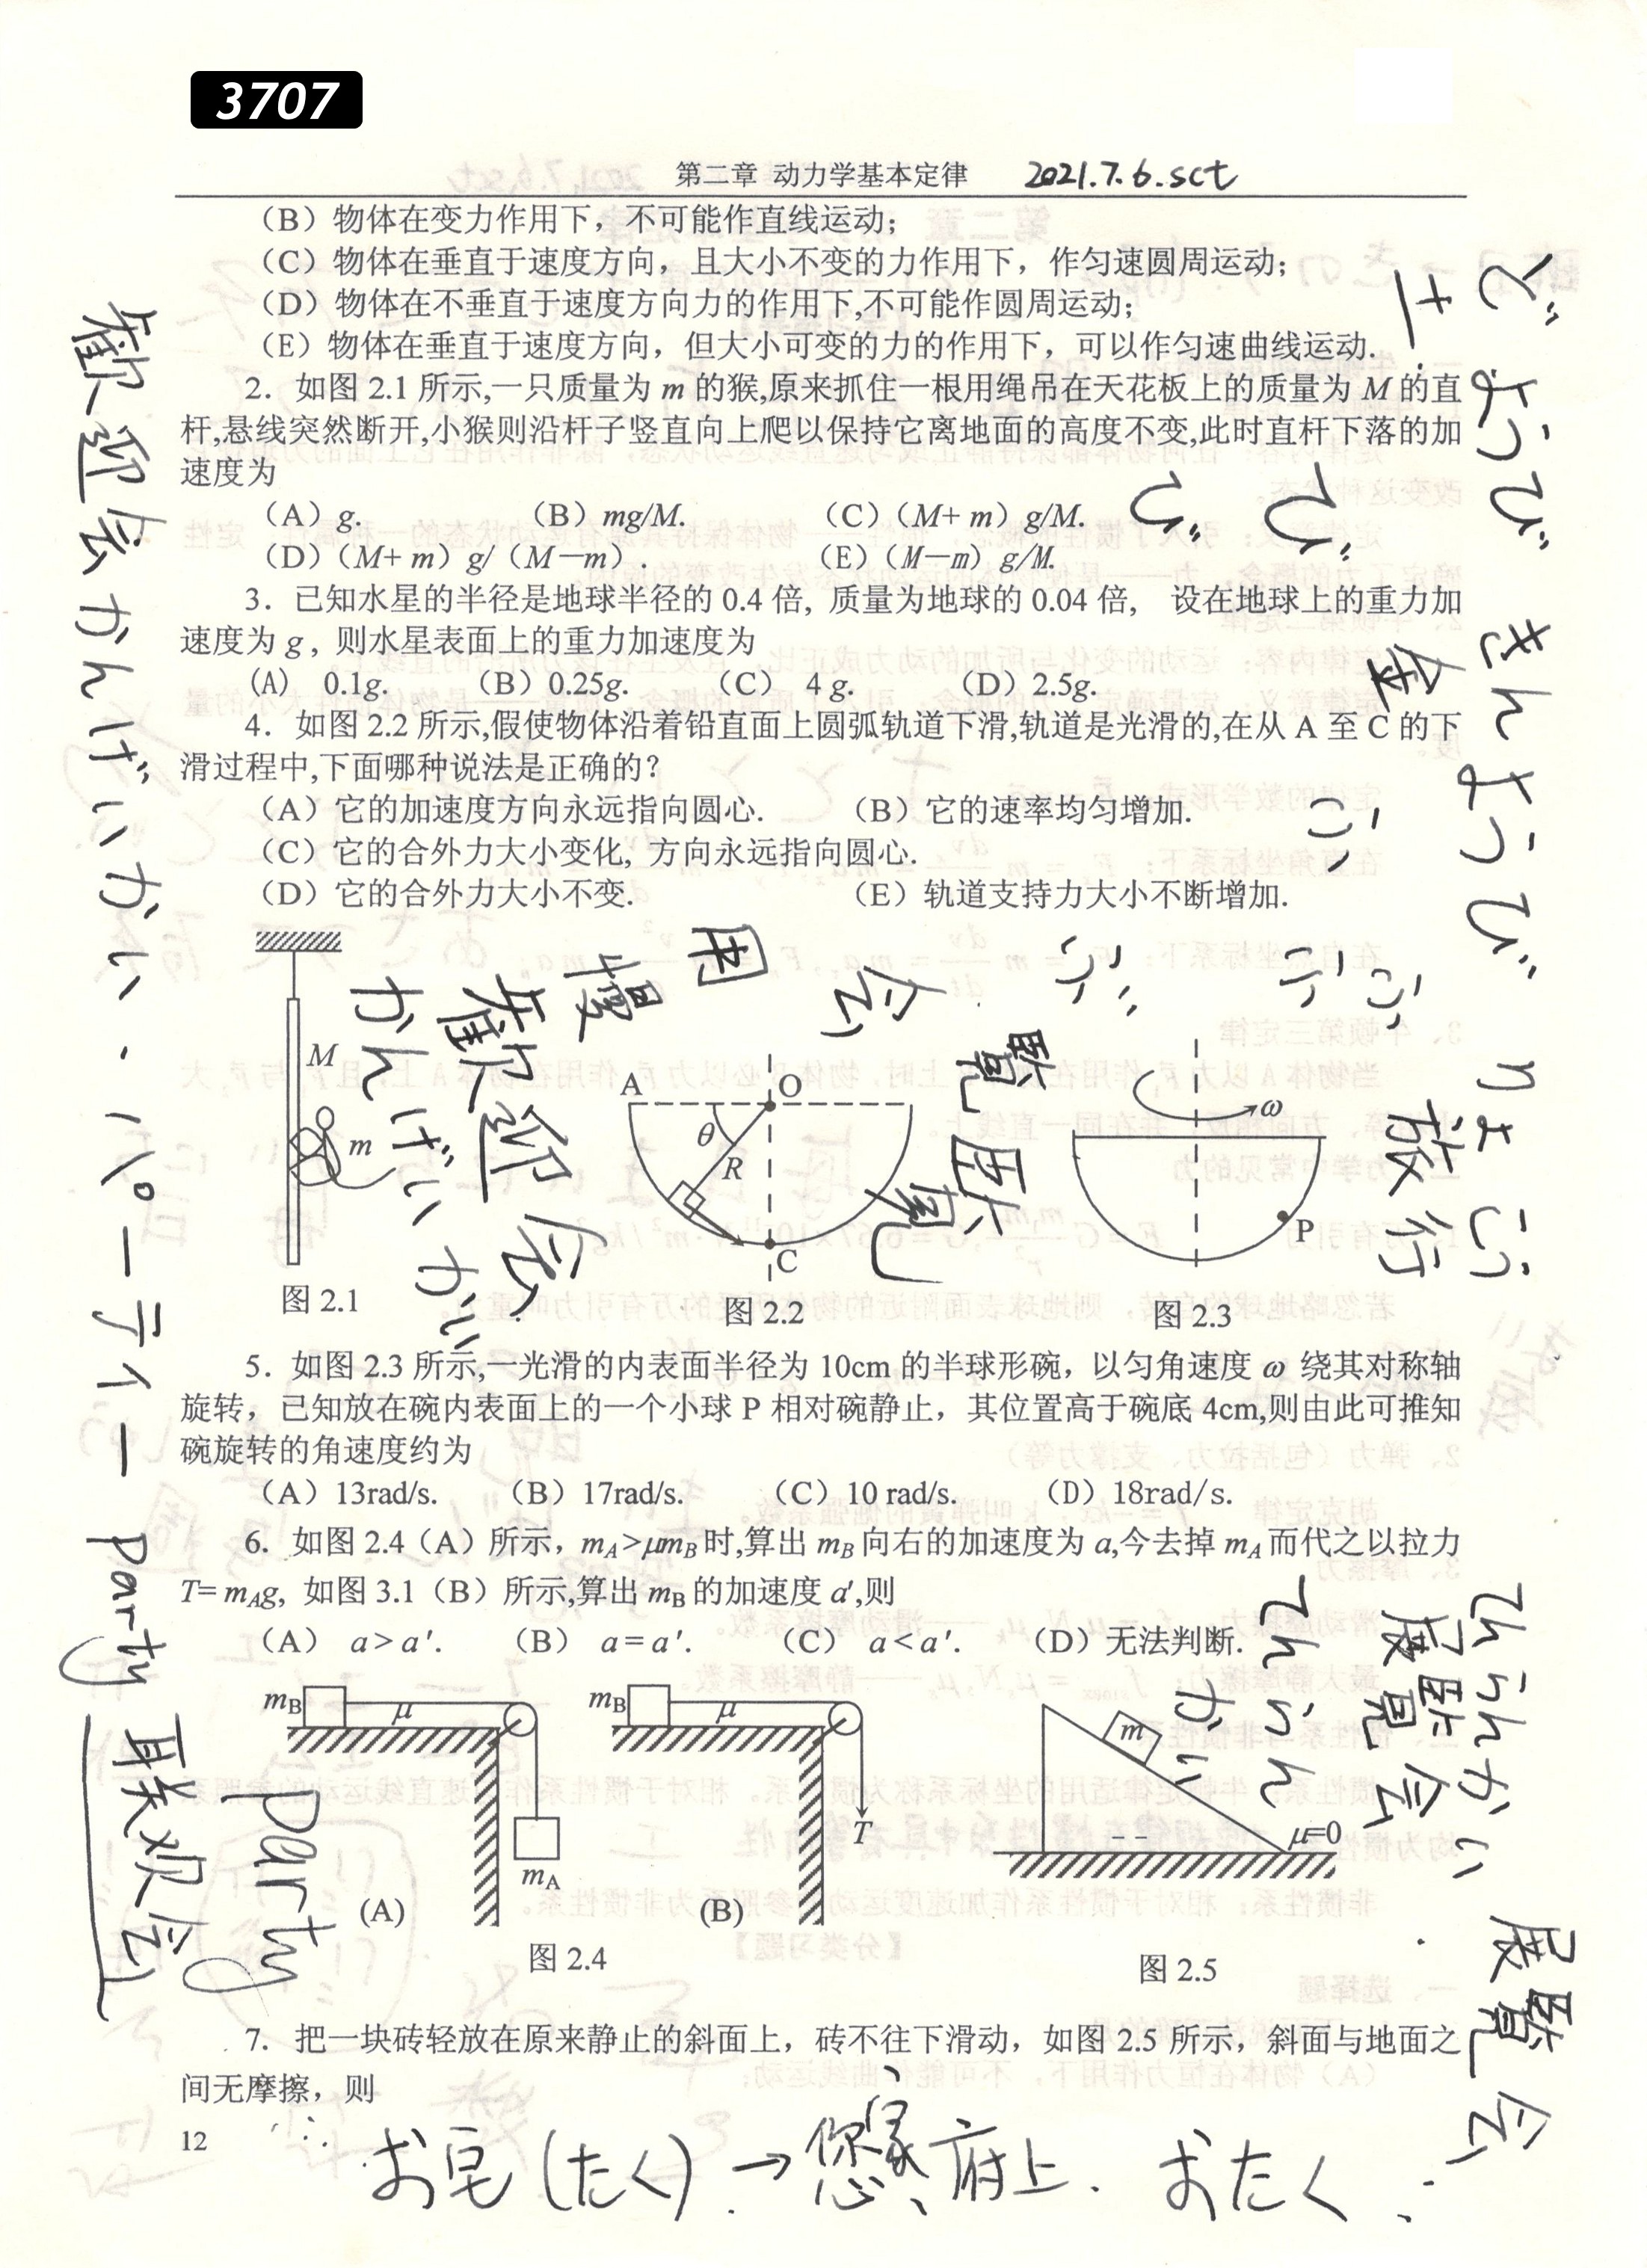 3707
第二章 动力学基本定律 2021.7.6.sct
（B）物体在变力作用下，不可能作直线运动；
（C）物体在垂直于速度方向，且大小不变的力作用下，作匀速圆周运动；
（D）物体在不垂直于速度方向力的作用下,不可能作圆周运动；
（E）物体在垂直于速度方向，但大小可变的力的作用下，可以作匀速曲线运动.
2．如图 2.1 所示,一只质量为 m 的猴,原来抓住一根用绳吊在天花板上的质量为 M 的直
杆,悬线突然断开,小猴则沿杆子竖直向上爬以保持它离地面的高度不变,此时直杆下落的加
速度为
（A）g. （B）mg/M. （C）（M+ m）g/M.
（D）（M+ m）g/（M－m）. （E）（M－m）g/M.
3．已知水星的半径是地球半径的 0.4 倍, 质量为地球的 0.04 倍, 设在地球上的重力加
速度为 g，则水星表面上的重力加速度为
(A) 0.1g. （B）0.25g. （C） 4 g. （D）2.5g.
4．如图 2.2 所示,假使物体沿着铅直面上圆弧轨道下滑,轨道是光滑的,在从 A 至 C 的下
滑过程中,下面哪种说法是正确的?
（A）它的加速度方向永远指向圆心. （B）它的速率均匀增加.
（C）它的合外力大小变化, 方向永远指向圆心.
（D）它的合外力大小不变. （E）轨道支持力大小不断增加.
M
m
图 2.1
A
O
θ
R
C
图 2.2
ω
P
图 2.3
5．如图 2.3 所示,一光滑的内表面半径为 10cm 的半球形碗，以匀角速度 ω 绕其对称轴
旋转，已知放在碗内表面上的一个小球 P 相对碗静止，其位置高于碗底 4cm,则由此可推知
碗旋转的角速度约为
（A）13rad/s. （B）17rad/s. （C）10 rad/s. （D）18rad/s.
6. 如图 2.4（A）所示，mA>μmB 时,算出 mB 向右的加速度为 a,今去掉 mA 而代之以拉力
T= mAg, 如图 3.1（B）所示,算出 mB 的加速度 a′,则
（A） a > a′. （B） a = a′. （C） a < a′. （D）无法判断.
mB
μ
mA
(A)
mB
μ
T
(B)
图 2.4
m
μ=0
图 2.5
7．把一块砖轻放在原来静止的斜面上，砖不往下滑动，如图 2.5 所示，斜面与地面之
间无摩擦，则
12
お宅(たく)→您家、府上. おたく
歡迎会かんげいかい.
パーティー Party 联欢会
Party
かんげいかい
歡迎会
慢
用
会
覽
どようび
土
び び
きんようび
金
りょこう
旅行
てんらんかい
展覽会
てんらん
かい
展覽会